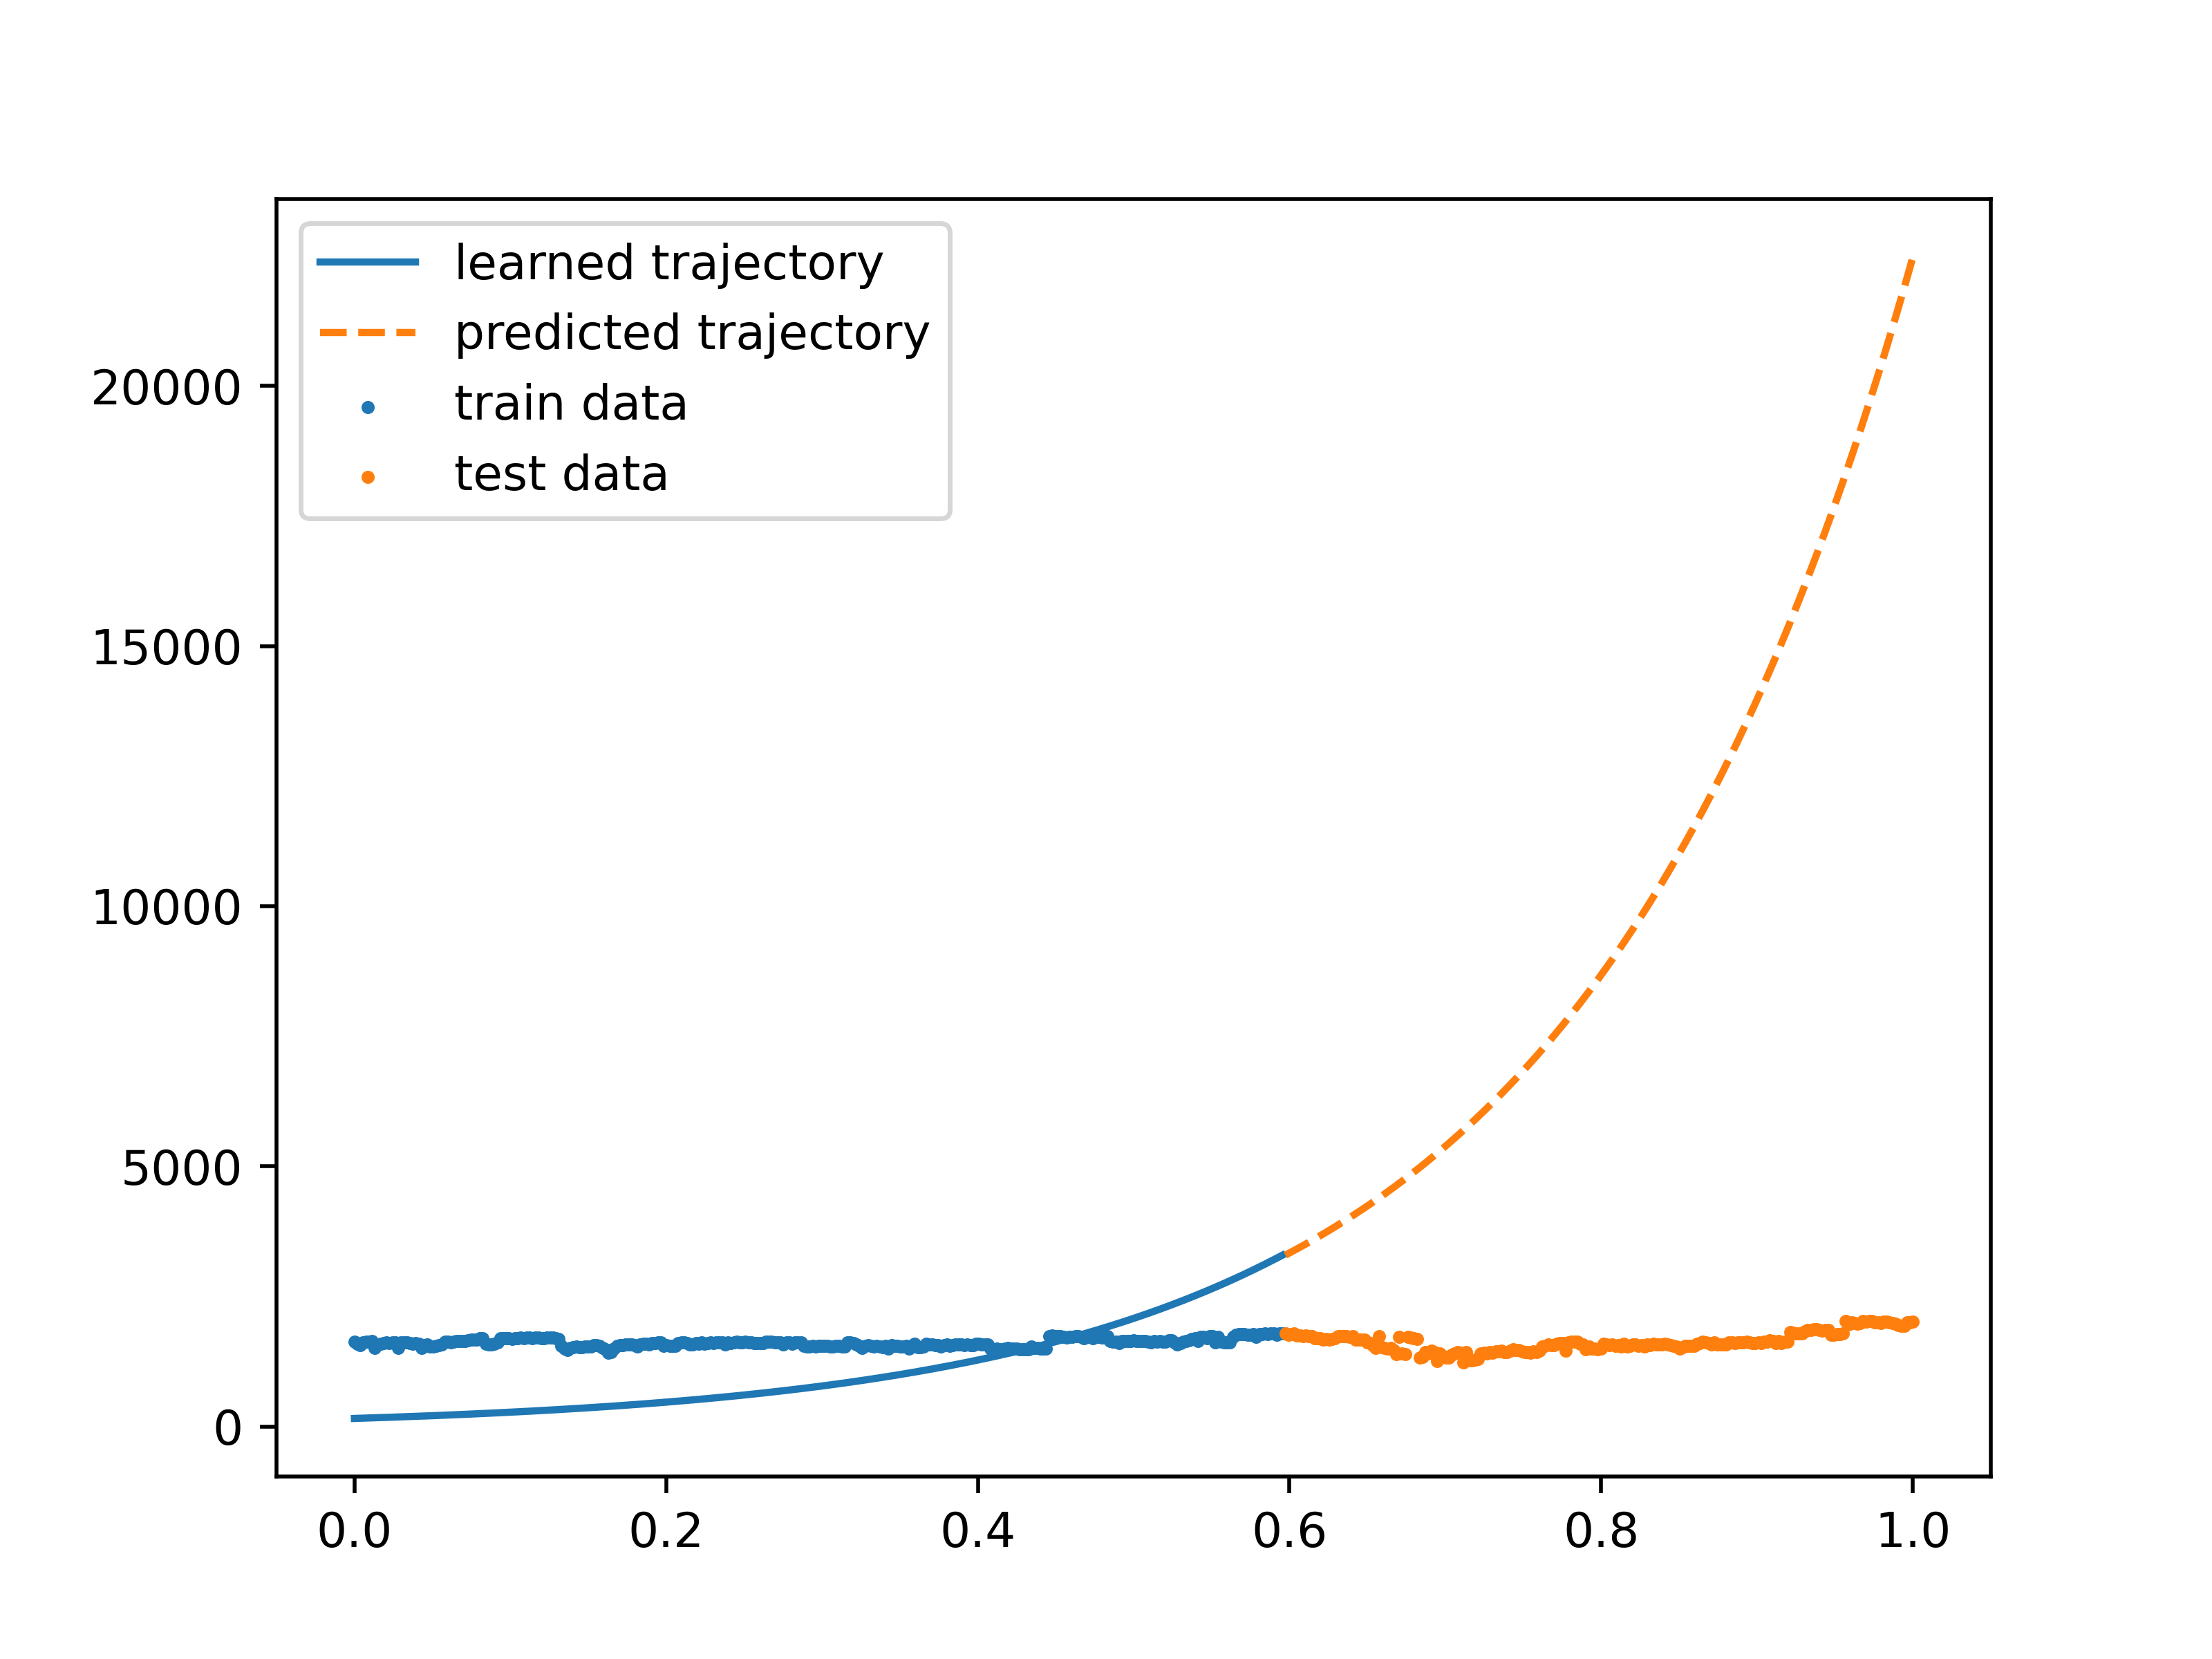 learned trajectory
predicted trajectory
train data
test data
20000
15000
10000
5000
0
0.0 0.2 0.4 0.6 0.8 1.0